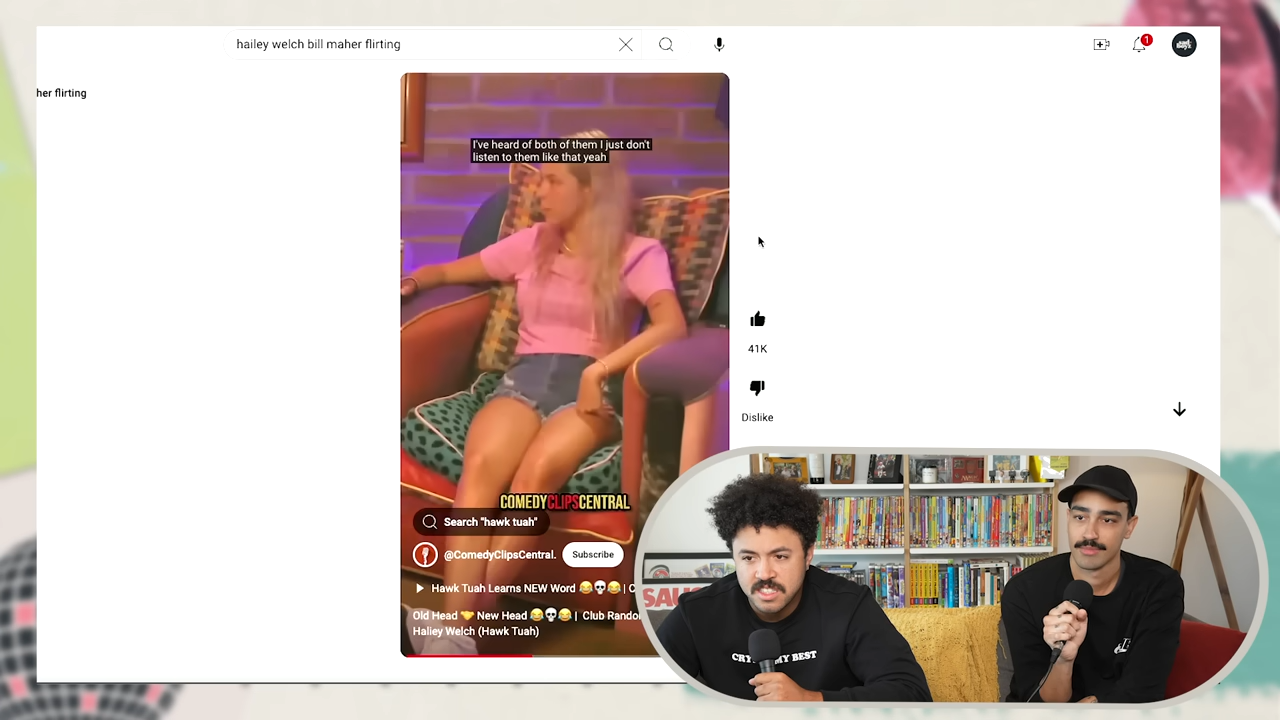 hailey welch bill maher flirting
1
her flirting
I've heard of both of them I just don't
listen to them like that yeah
41K
Dislike
COMEDYCLIPSCENTRAL
Search "hawk tuah"
@ComedyClipsCentral.
Subscribe
Hawk Tuah Learns NEW Word 😂💀😂 | C
Old Head 🤝 New Head 😂💀😂 | Club Rando
Haliey Welch (Hawk Tuah)
MY BEST